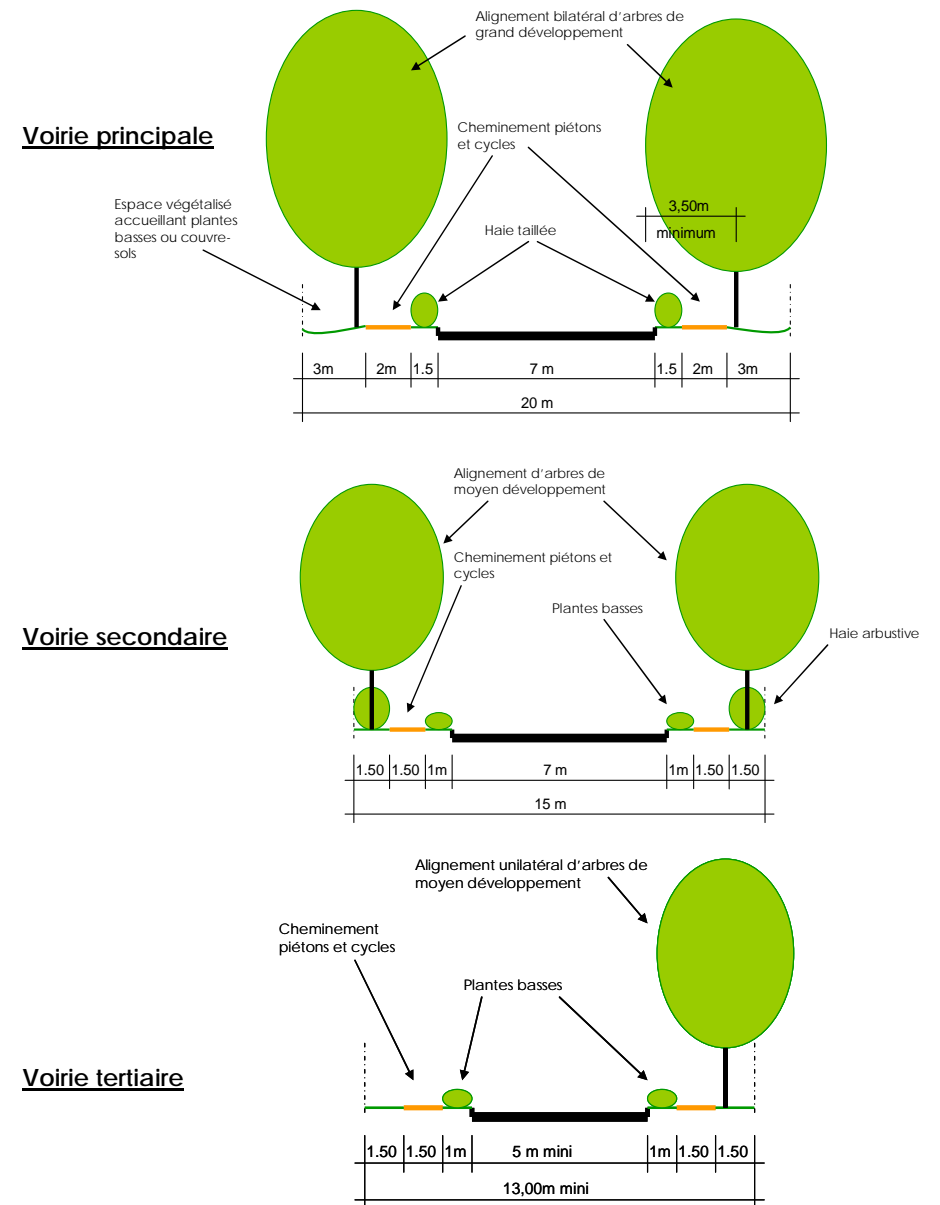 Alignement bilatéral d'arbres de
grand développement
Voirie principale
Cheminement piétons
et cycles
Espace végétalisé
accueillant plantes
basses ou couvre-
sols
Haie taillée
3,50m
minimum
3m 2m 1.5 7 m 1.5 2m 3m
20 m
Alignement d'arbres de
moyen développement
Cheminement piétons et
cycles
Plantes basses
Voirie secondaire
Haie arbustive
1.50 1.50 1m 7 m 1m 1.50 1.50
15 m
Alignement unilatéral d'arbres de
moyen développement
Cheminement
piétons et cycles
Plantes basses
Voirie tertiaire
1.50 1.50 1m 5 m mini 1m 1.50 1.50
13,00m mini